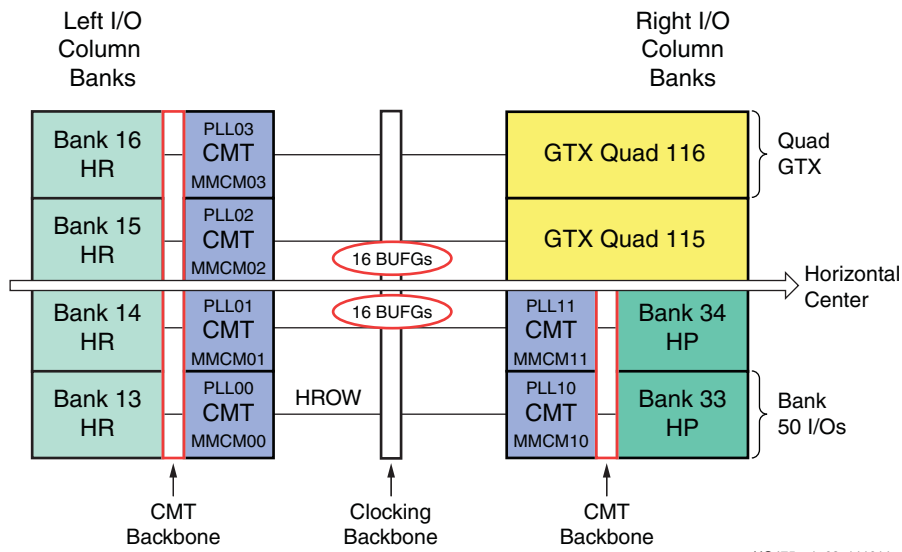 Left I/O
Column
Banks
Right I/O
Column
Banks
Bank 16
HR
PLL03
CMT
MMCM03
GTX Quad 116
Quad
GTX
Bank 15
HR
PLL02
CMT
MMCM02
16 BUFGs
GTX Quad 115
Horizontal
Center
Bank 14
HR
PLL01
CMT
MMCM01
16 BUFGs
PLL11
CMT
MMCM11
Bank 34
HP
Bank 13
HR
PLL00
CMT
MMCM00
HROW
PLL10
CMT
MMCM10
Bank 33
HP
Bank
50 I/Os
CMT
Backbone
Clocking
Backbone
CMT
Backbone